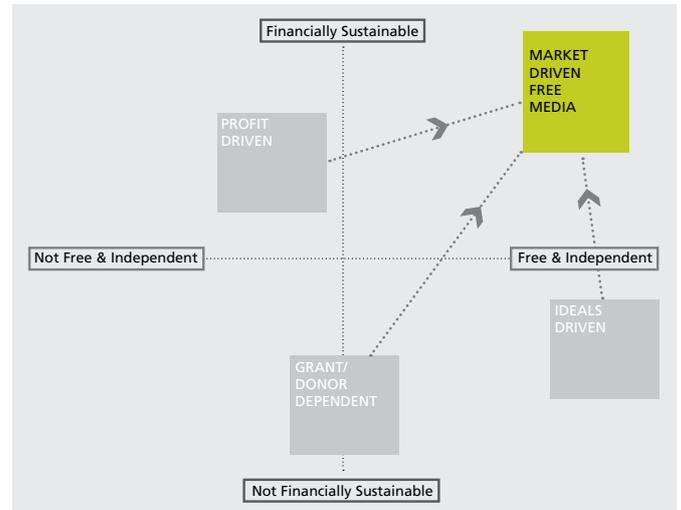 Financially Sustainable
MARKET
DRIVEN
FREE
MEDIA
PROFIT
DRIVEN
Not Free & Independent
Free & Independent
IDEALS
DRIVEN
GRANT/
DONOR
DEPENDENT
Not Financially Sustainable